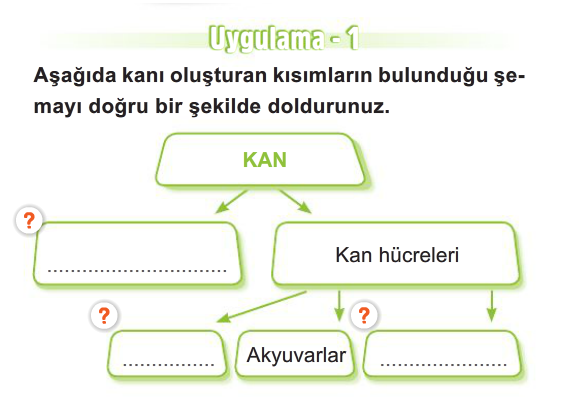 Uygulama - 1
Aşağıda kanı oluşturan kısımların bulunduğu şe-
mayı doğru bir şekilde doldurunuz.
KAN
?
................................
Kan hücreleri
?
?
................
Akyuvarlar
......................